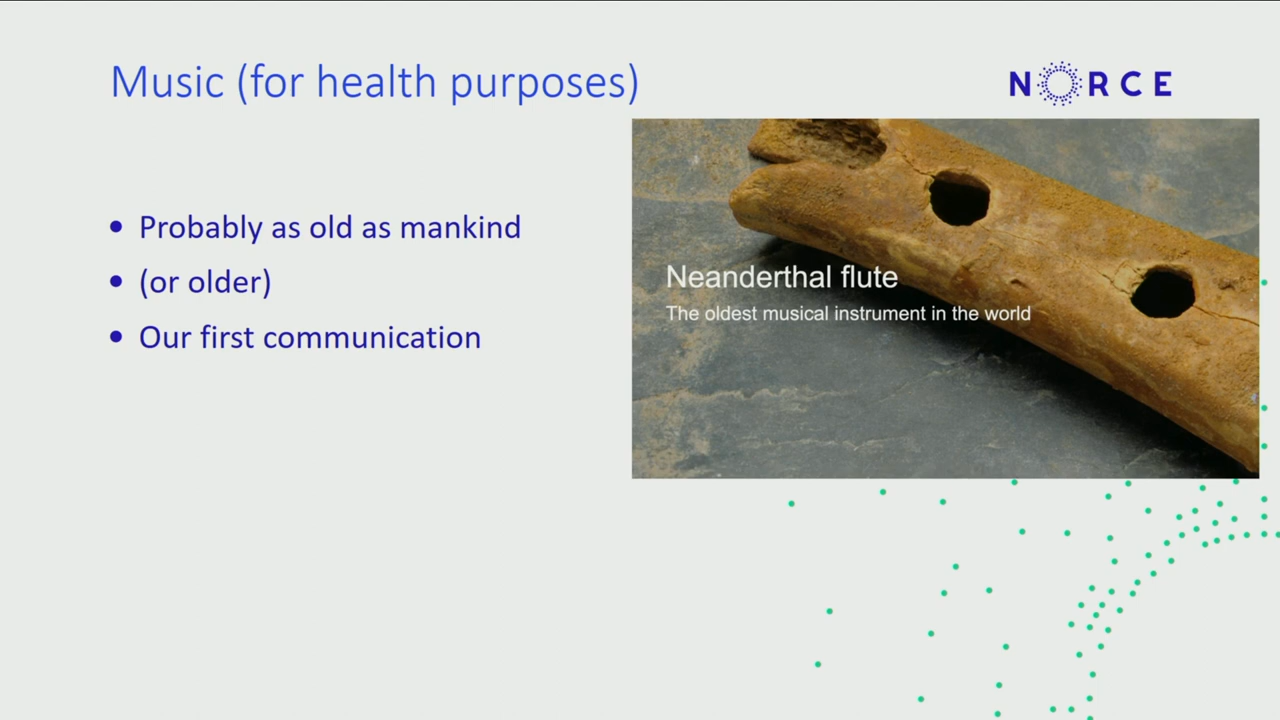 Music (for health purposes)
NORCE
• Probably as old as mankind
• (or older)
• Our first communication
Neanderthal flute
The oldest musical instrument in the world